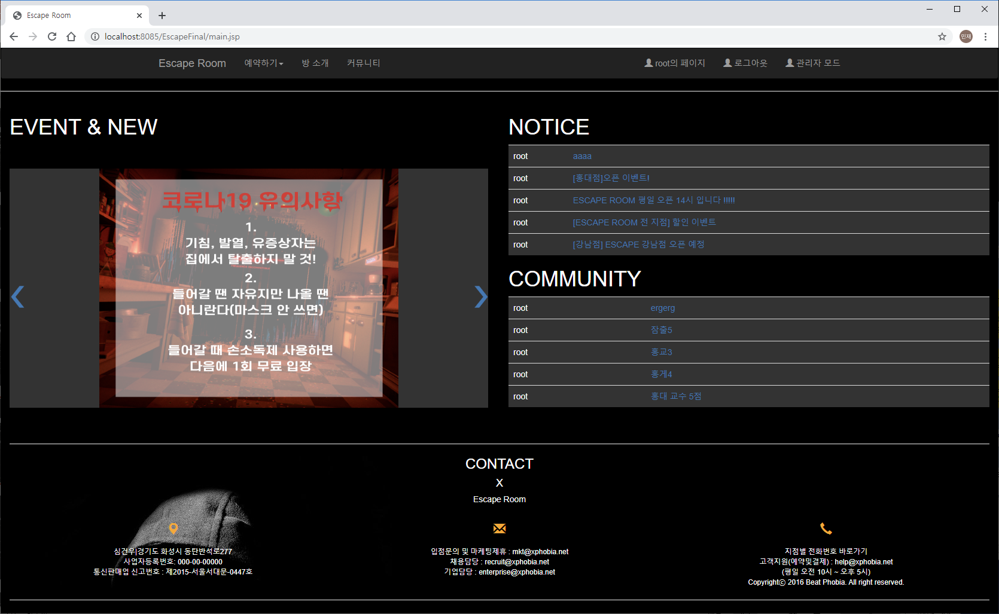 Escape Room
localhost:8085/EscapeFinal/main.jsp
민재
Escape Room 예약하기 방 소개 커뮤니티 root의 페이지 로그아웃 관리자 모드
EVENT & NEW
코로나19 유의사항
1.
기침, 발열, 유증상자는
집에서 탈출하지 말 것!
2.
들어갈 땐 자유지만 나올 땐
아니란다(마스크 안 쓰면)
3.
들어갈 때 손소독제 사용하면
다음에 1회 무료 입장
NOTICE
root aaaa
root [홍대점]오픈 이벤트!
root ESCAPE ROOM 평일 오픈 14시 입니다 !!!!!
root [ESCAPE ROOM 전 지점] 할인 이벤트
root [강남점] ESCAPE 강남점 오픈 예정
COMMUNITY
root ergerg
root 잠출5
root 홍교3
root 홍게4
root 홍대 교수 5점
CONTACT
X
Escape Room
심건우|경기도 화성시 동탄반석로277
사업자등록번호: 000-00-00000
통신판매업 신고번호 : 제2015-서울서대문-0447호
입점문의 및 마케팅제휴 : mkt@xphobia.net
채용담당 : recruit@xphobia.net
기업담당 : enterprise@xphobia.net
지점별 전화번호 바로가기
고객지원(예약및결제) : help@xphobia.net
(평일 오전 10시 ~ 오후 5시)
Copyrightⓒ 2016 Beat Phobia. All right reserved.